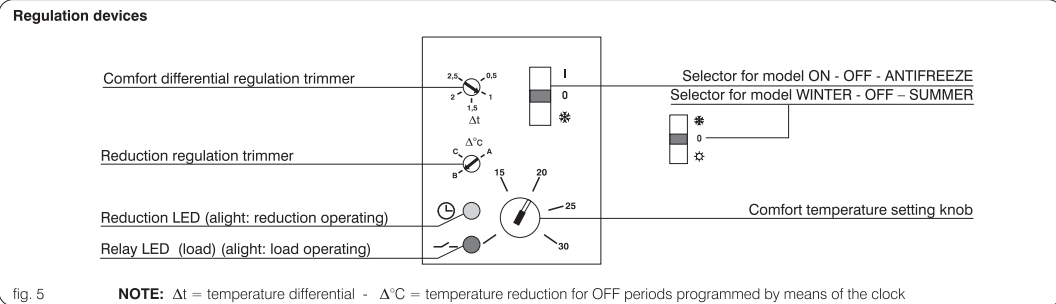 Regulation devices
Comfort differential regulation trimmer
2,5 0,5
2 1
1,5
Δt
I
0
Selector for model ON - OFF - ANTIFREEZE
Selector for model WINTER - OFF – SUMMER
0
Reduction regulation trimmer
Δ°C
C A
B
15 20
25
30
Reduction LED (alight: reduction operating)
Comfort temperature setting knob
Relay LED (load) (alight: load operating)
fig. 5 NOTE: Δt = temperature differential - Δ°C = temperature reduction for OFF periods programmed by means of the clock